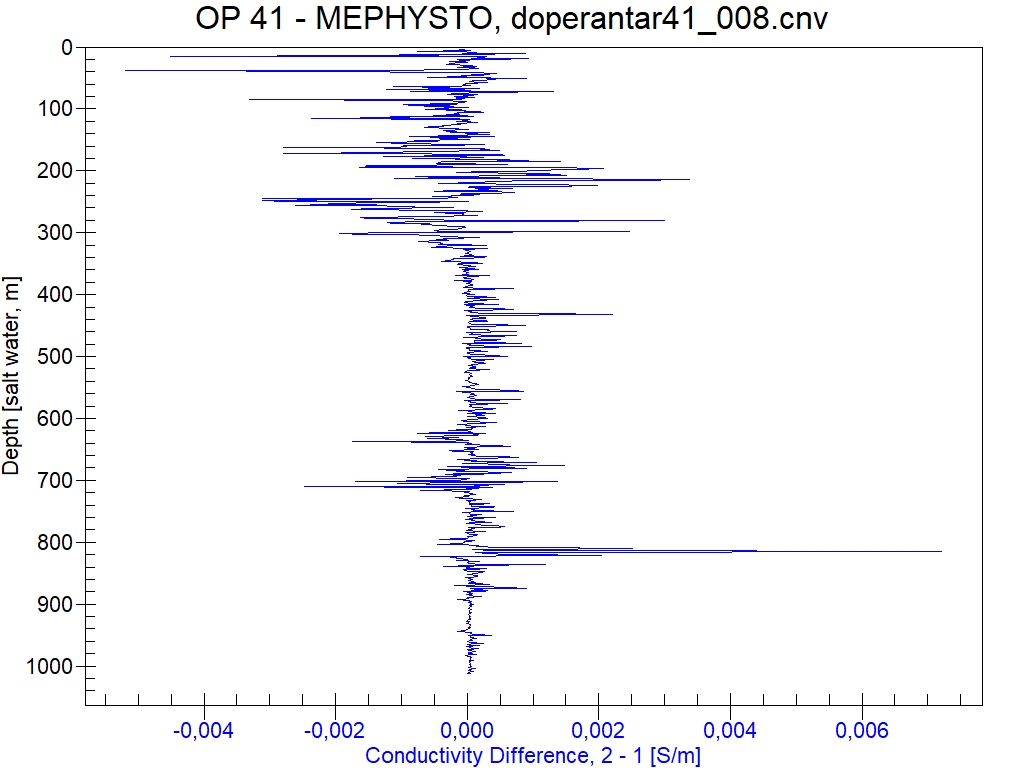 OP 41 - MEPHYSTO, doperantar41_008.cnv
0
100
200
300
400
500
600
700
800
900
1000
Depth [salt water, m]
-0,004 -0,002 0,000 0,002 0,004 0,006
Conductivity Difference, 2 - 1 [S/m]